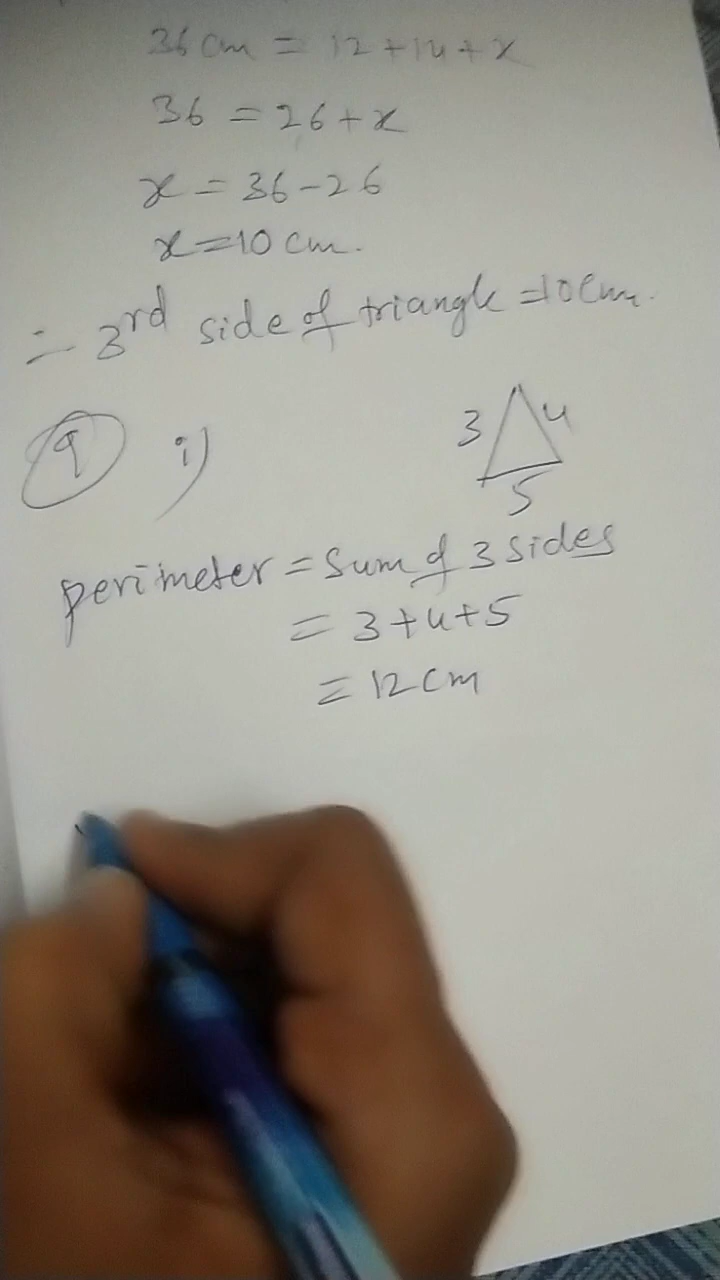 36 cm = 12 + 14 + x
36 = 26 + x
x = 36 - 26
x = 10 cm.
= 3rd side of triangle = 10 cm.
9 i)
3 4
5
perimeter = sum of 3 sides
= 3 + 4 + 5
= 12 cm